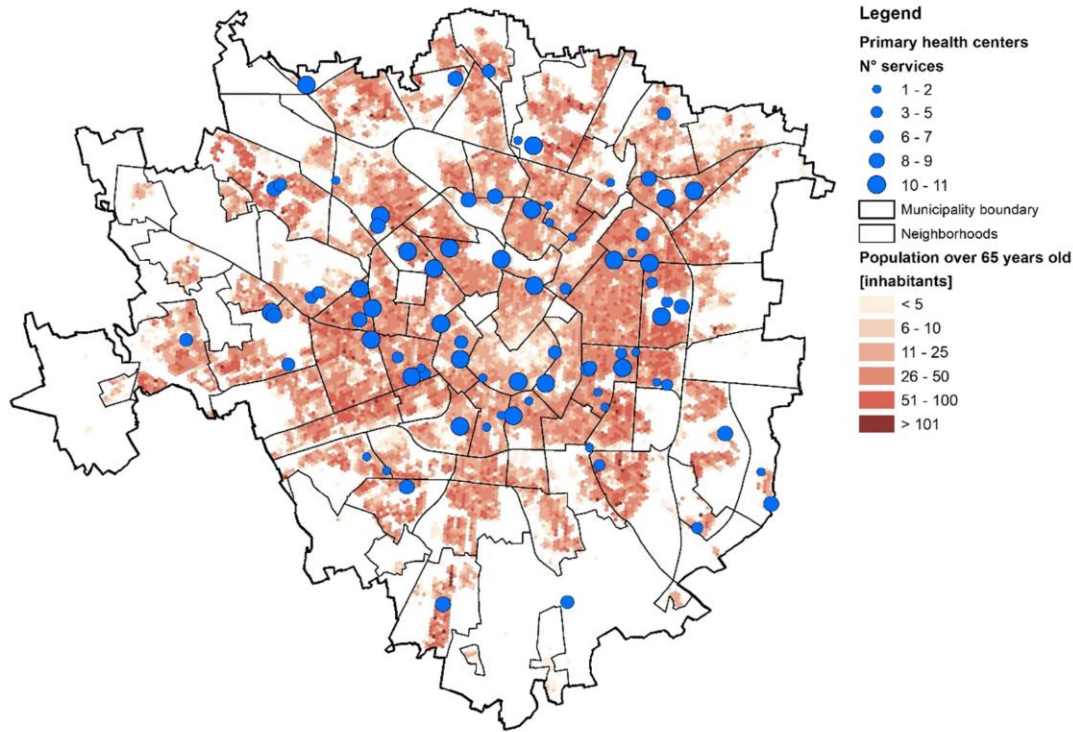 Legend
Primary health centers
N° services
1 - 2
3 - 5
6 - 7
8 - 9
10 - 11
Municipality boundary
Neighborhoods
Population over 65 years old
[inhabitants]
< 5
6 - 10
11 - 25
26 - 50
51 - 100
> 101